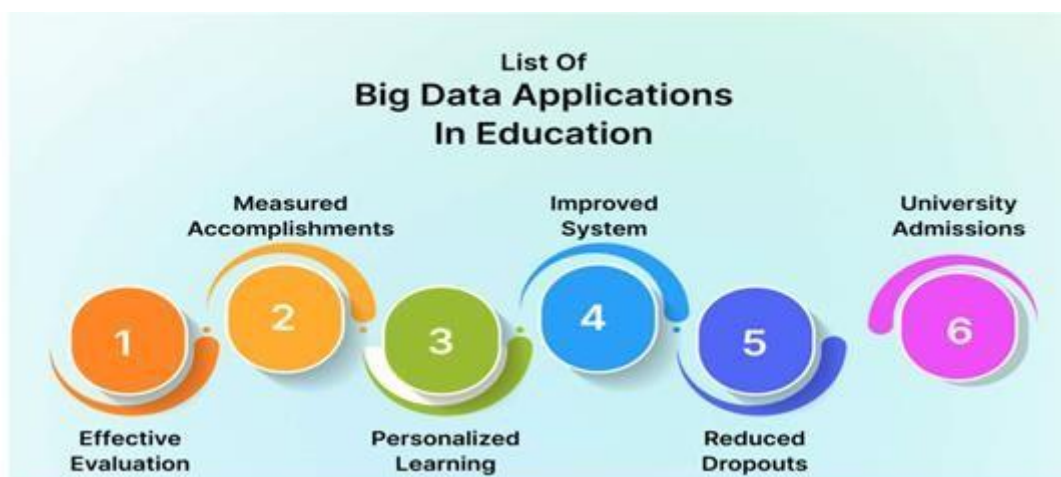 List Of
Big Data Applications
In Education
Measured
Accomplishments
Improved
System
University
Admissions
1
2
3
4
5
6
Effective
Evaluation
Personalized
Learning
Reduced
Dropouts